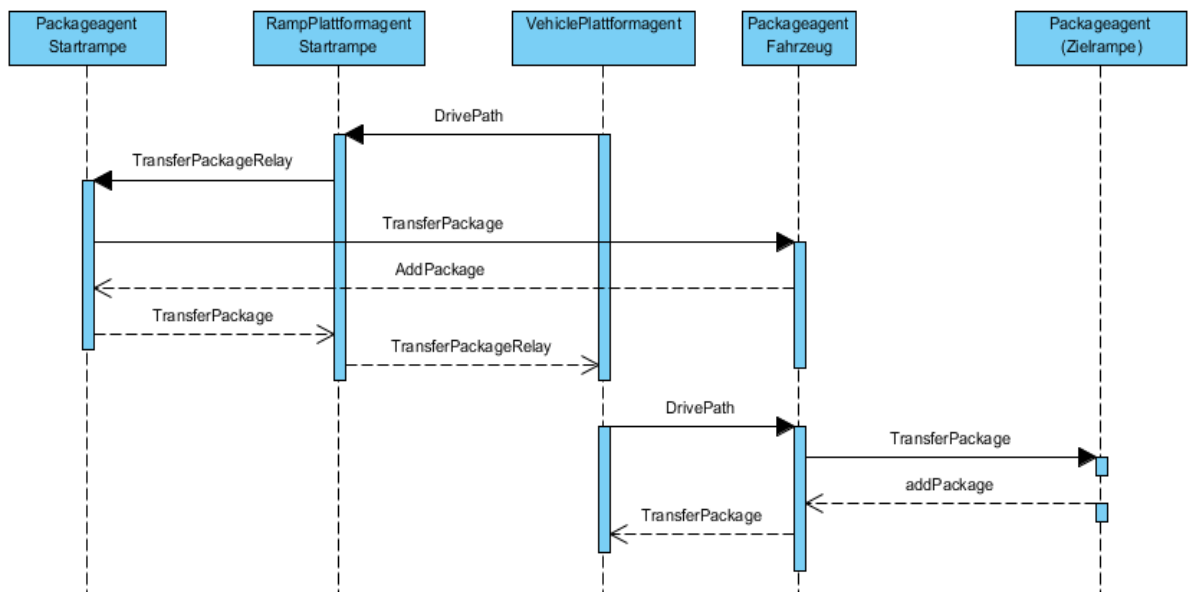 Packageagent
Startrampe
RampPlattformagent
Startrampe
VehiclePlattformagent
Packageagent
Fahrzeug
Packageagent
(Zielrampe)
DrivePath
TransferPackageRelay
TransferPackage
AddPackage
TransferPackage
TransferPackageRelay
DrivePath
TransferPackage
addPackage
TransferPackage